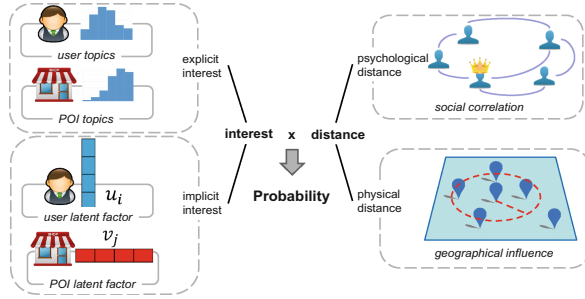 user topics
POI topics
explicit
interest
psychological
distance
social correlation
interest x distance
Probability
u_i
user latent factor
v_j
POI latent factor
implicit
interest
physical
distance
geographical influence